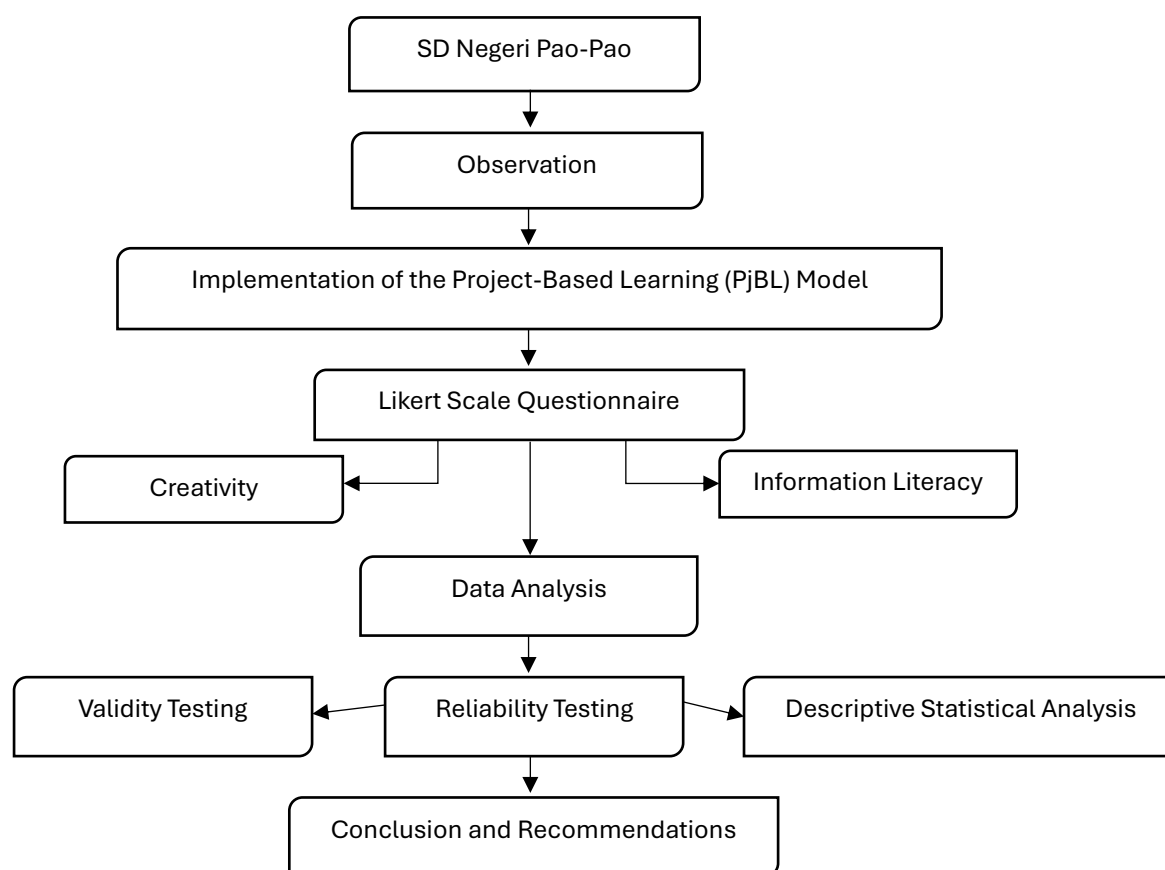 SD Negeri Pao-Pao
Observation
Implementation of the Project-Based Learning (PjBL) Model
Likert Scale Questionnaire
Creativity
Information Literacy
Data Analysis
Validity Testing
Reliability Testing
Descriptive Statistical Analysis
Conclusion and Recommendations